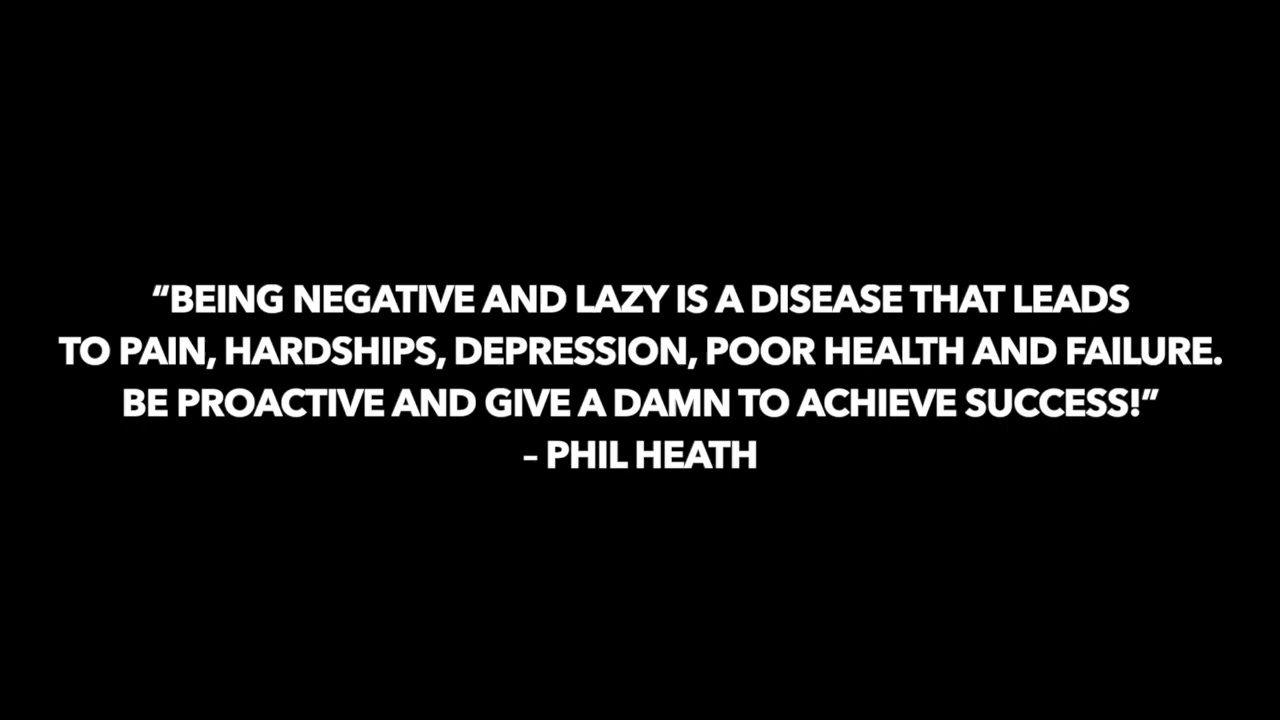 “BEING NEGATIVE AND LAZY IS A DISEASE THAT LEADS
TO PAIN, HARDSHIPS, DEPRESSION, POOR HEALTH AND FAILURE.
BE PROACTIVE AND GIVE A DAMN TO ACHIEVE SUCCESS!”
– PHIL HEATH